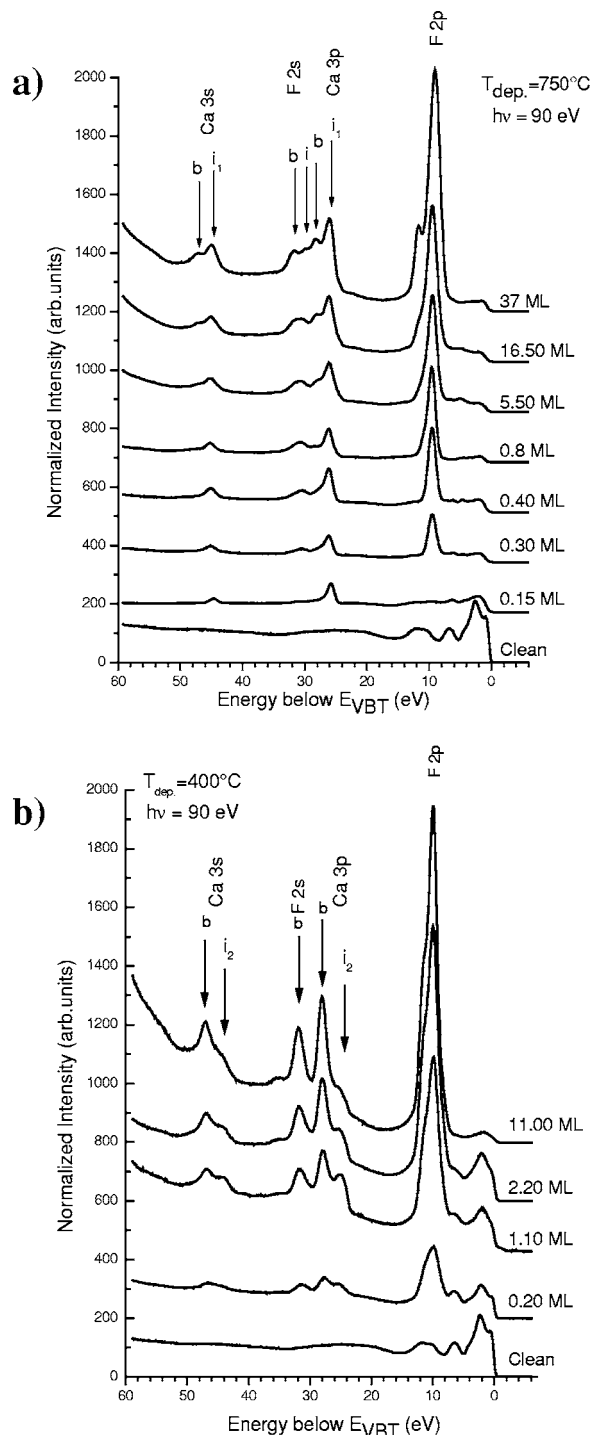 a)
F 2p
T_dep.=750°C
hν = 90 eV
Ca 3s
F 2s
Ca 3p
b i₁ b i b i₁
2000
1800
1600
1400
1200
1000
800
600
400
200
0
Normalized Intensity (arb.units)
37 ML
16.50 ML
5.50 ML
0.8 ML
0.40 ML
0.30 ML
0.15 ML
Clean
60 50 40 30 20 10 0
Energy below E_VBT (eV)
b)
T_dep.=400°C
hν = 90 eV
F 2p
Ca 3s
F 2s
Ca 3p
b i₂ b b i₂
2000
1800
1600
1400
1200
1000
800
600
400
300
200
0
Normalized Intensity (arb.units)
11.00 ML
2.20 ML
1.10 ML
0.20 ML
Clean
60 50 40 30 20 10 0
Energy below E_VBT (eV)